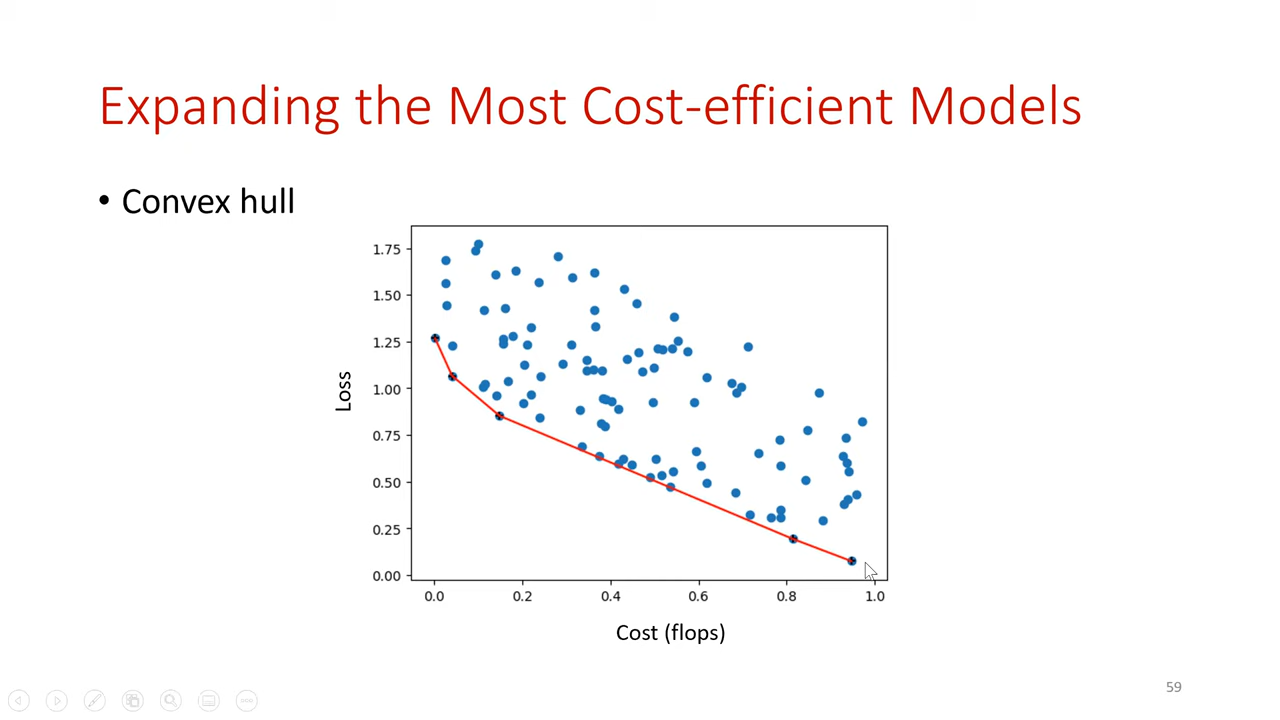 Expanding the Most Cost-efficient Models
• Convex hull
1.75
1.50
1.25
1.00
0.75
0.50
0.25
0.00
Loss
0.0 0.2 0.4 0.6 0.8 1.0
Cost (flops)
59